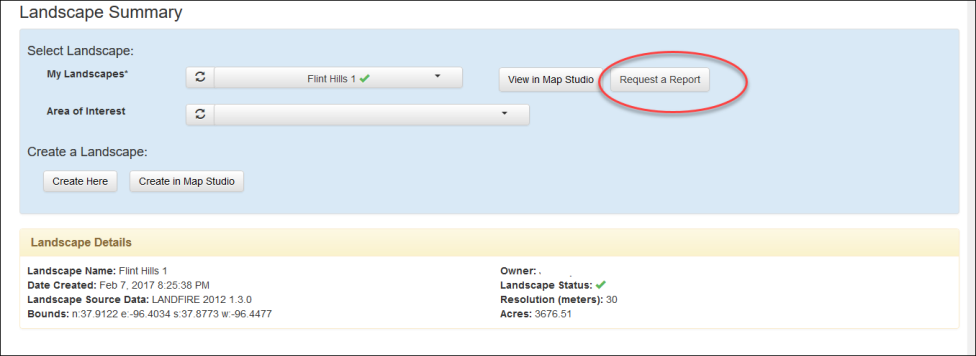 Landscape Summary
Select Landscape:
My Landscapes* Flint Hills 1 View in Map Studio Request a Report
Area of Interest
Create a Landscape:
Create Here Create in Map Studio
Landscape Details
Landscape Name: Flint Hills 1 Owner:
Date Created: Feb 7, 2017 8:25:38 PM Landscape Status:
Landscape Source Data: LANDFIRE 2012 1.3.0 Resolution (meters): 30
Bounds: n:37.9122 e:-96.4034 s:37.8773 w:-96.4477 Acres: 3676.51